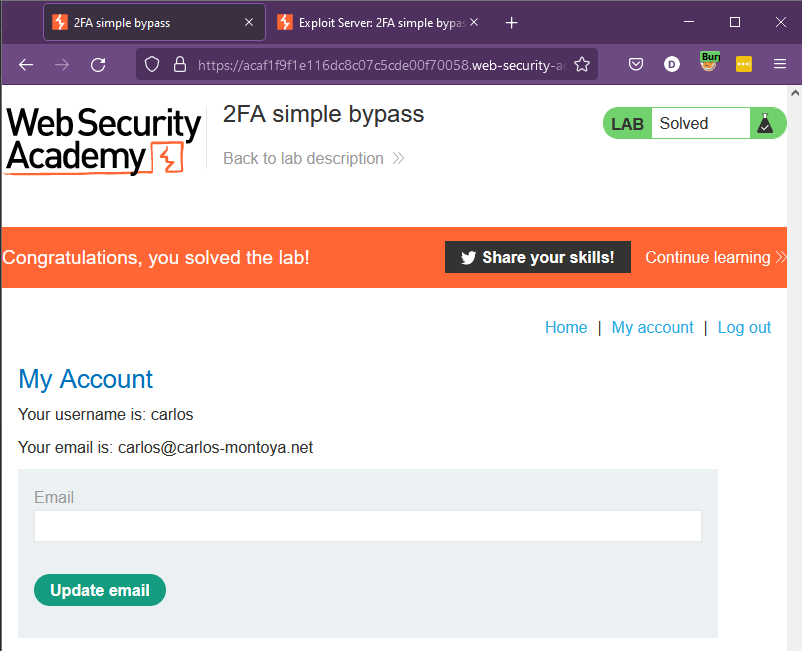 2FA simple bypass
Exploit Server: 2FA simple bypas
https://acaf1f9f1e116dc8c07c5cde00f70058.web-security-ac
D
Burp
Web Security
Academy
2FA simple bypass
Back to lab description
LAB Solved
Congratulations, you solved the lab!
Share your skills!
Continue learning
Home | My account | Log out
My Account
Your username is: carlos
Your email is: carlos@carlos-montoya.net
Email
Update email